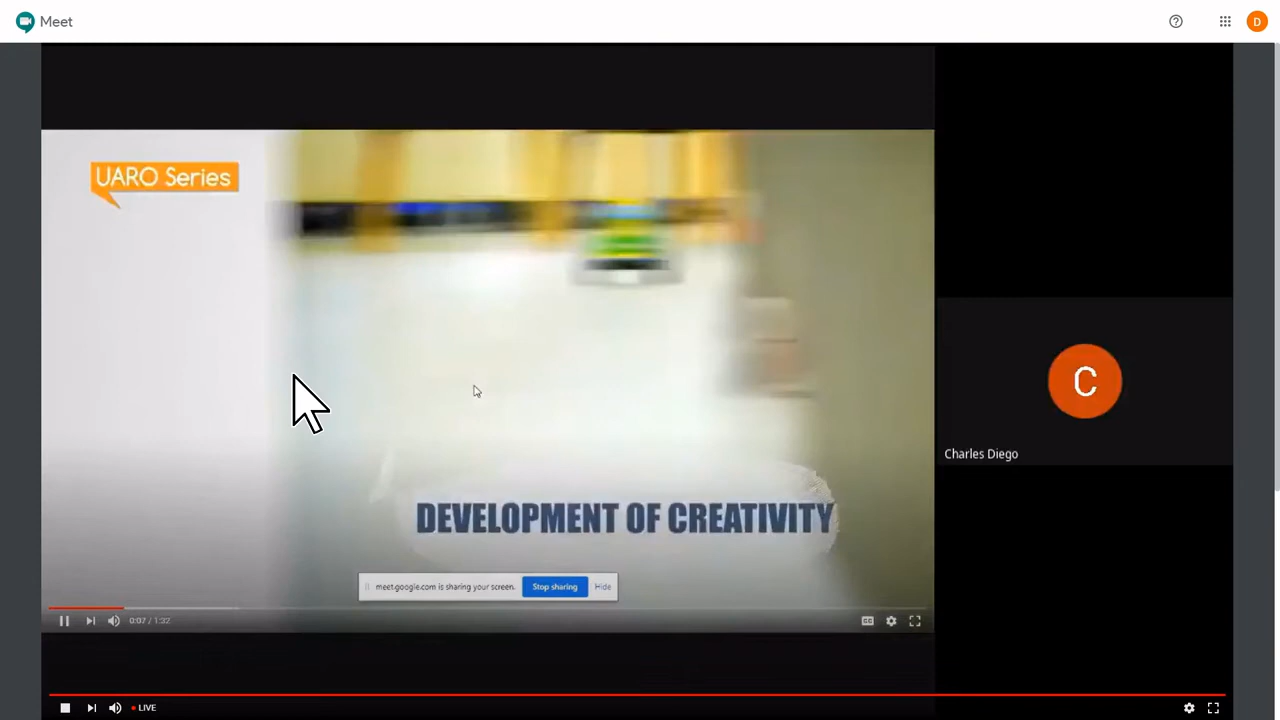 Meet
D
UARO Series
C
Charles Diego
DEVELOPMENT OF CREATIVITY
meet.google.com is sharing your screen.
Stop sharing
Hide
0:07 / 1:32
CC
LIVE